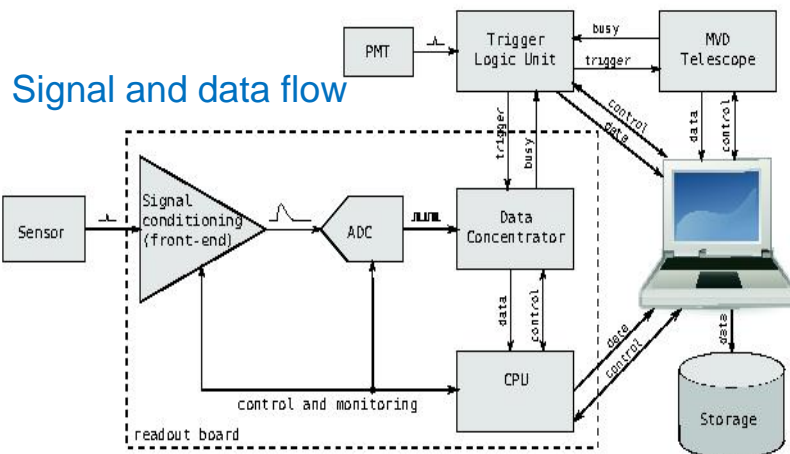 Signal and data flow
PMT
Trigger
Logic Unit
busy
trigger
MVD
Telescope
trigger
busy
control
data
data
control
Sensor
Signal
conditioning
(front-end)
ADC
Data
Concentrator
data
control
CPU
data
control
data
control and monitoring
readout board
Storage